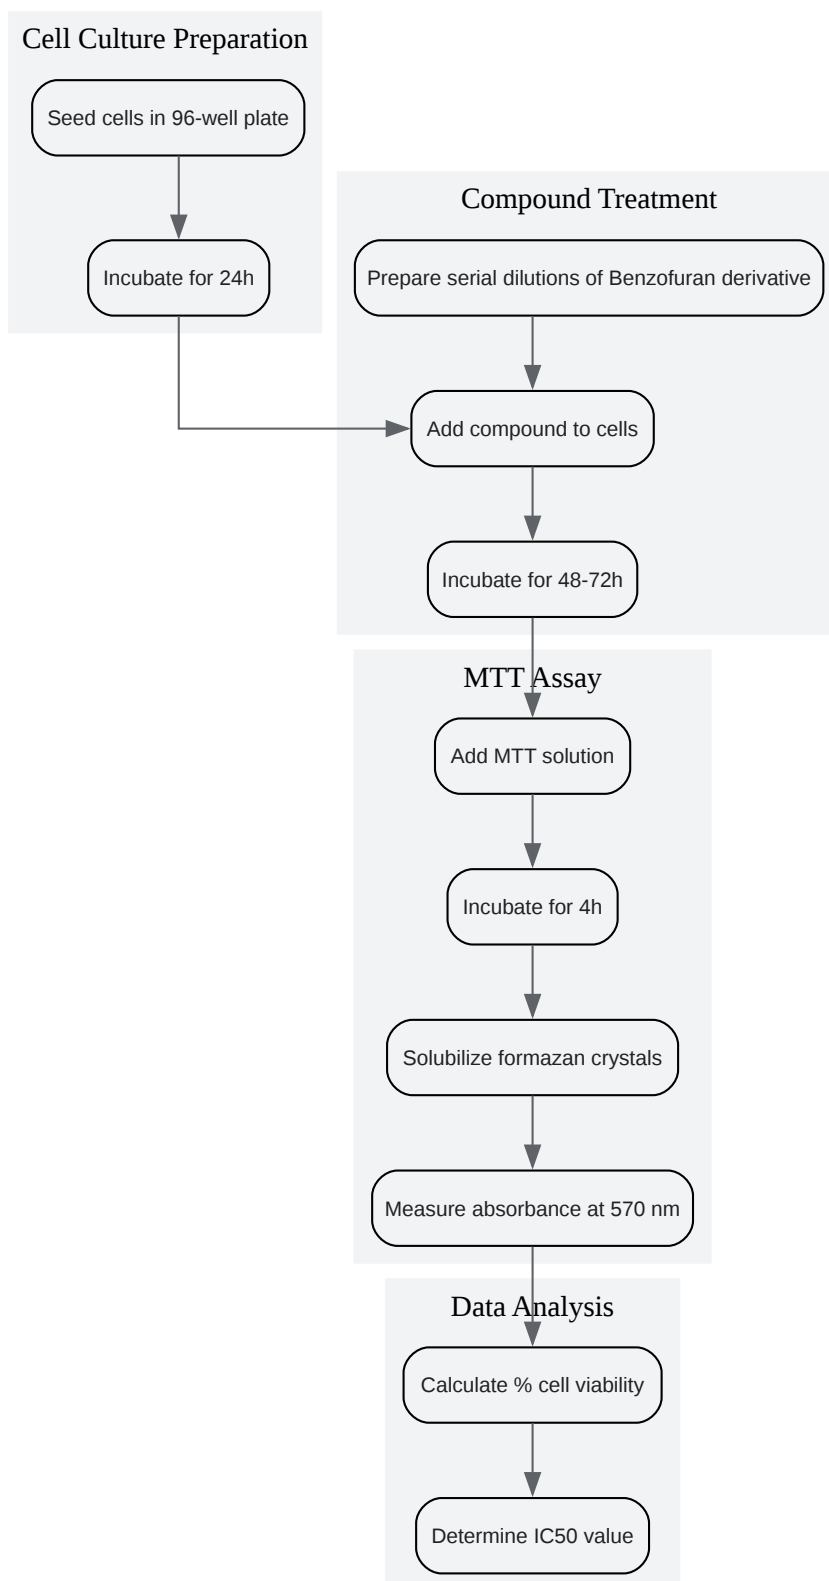 Cell Culture Preparation
Seed cells in 96-well plate
Incubate for 24h
Compound Treatment
Prepare serial dilutions of Benzofuran derivative
Add compound to cells
Incubate for 48-72h
MTT Assay
Add MTT solution
Incubate for 4h
Solubilize formazan crystals
Measure absorbance at 570 nm
Data Analysis
Calculate % cell viability
Determine IC50 value